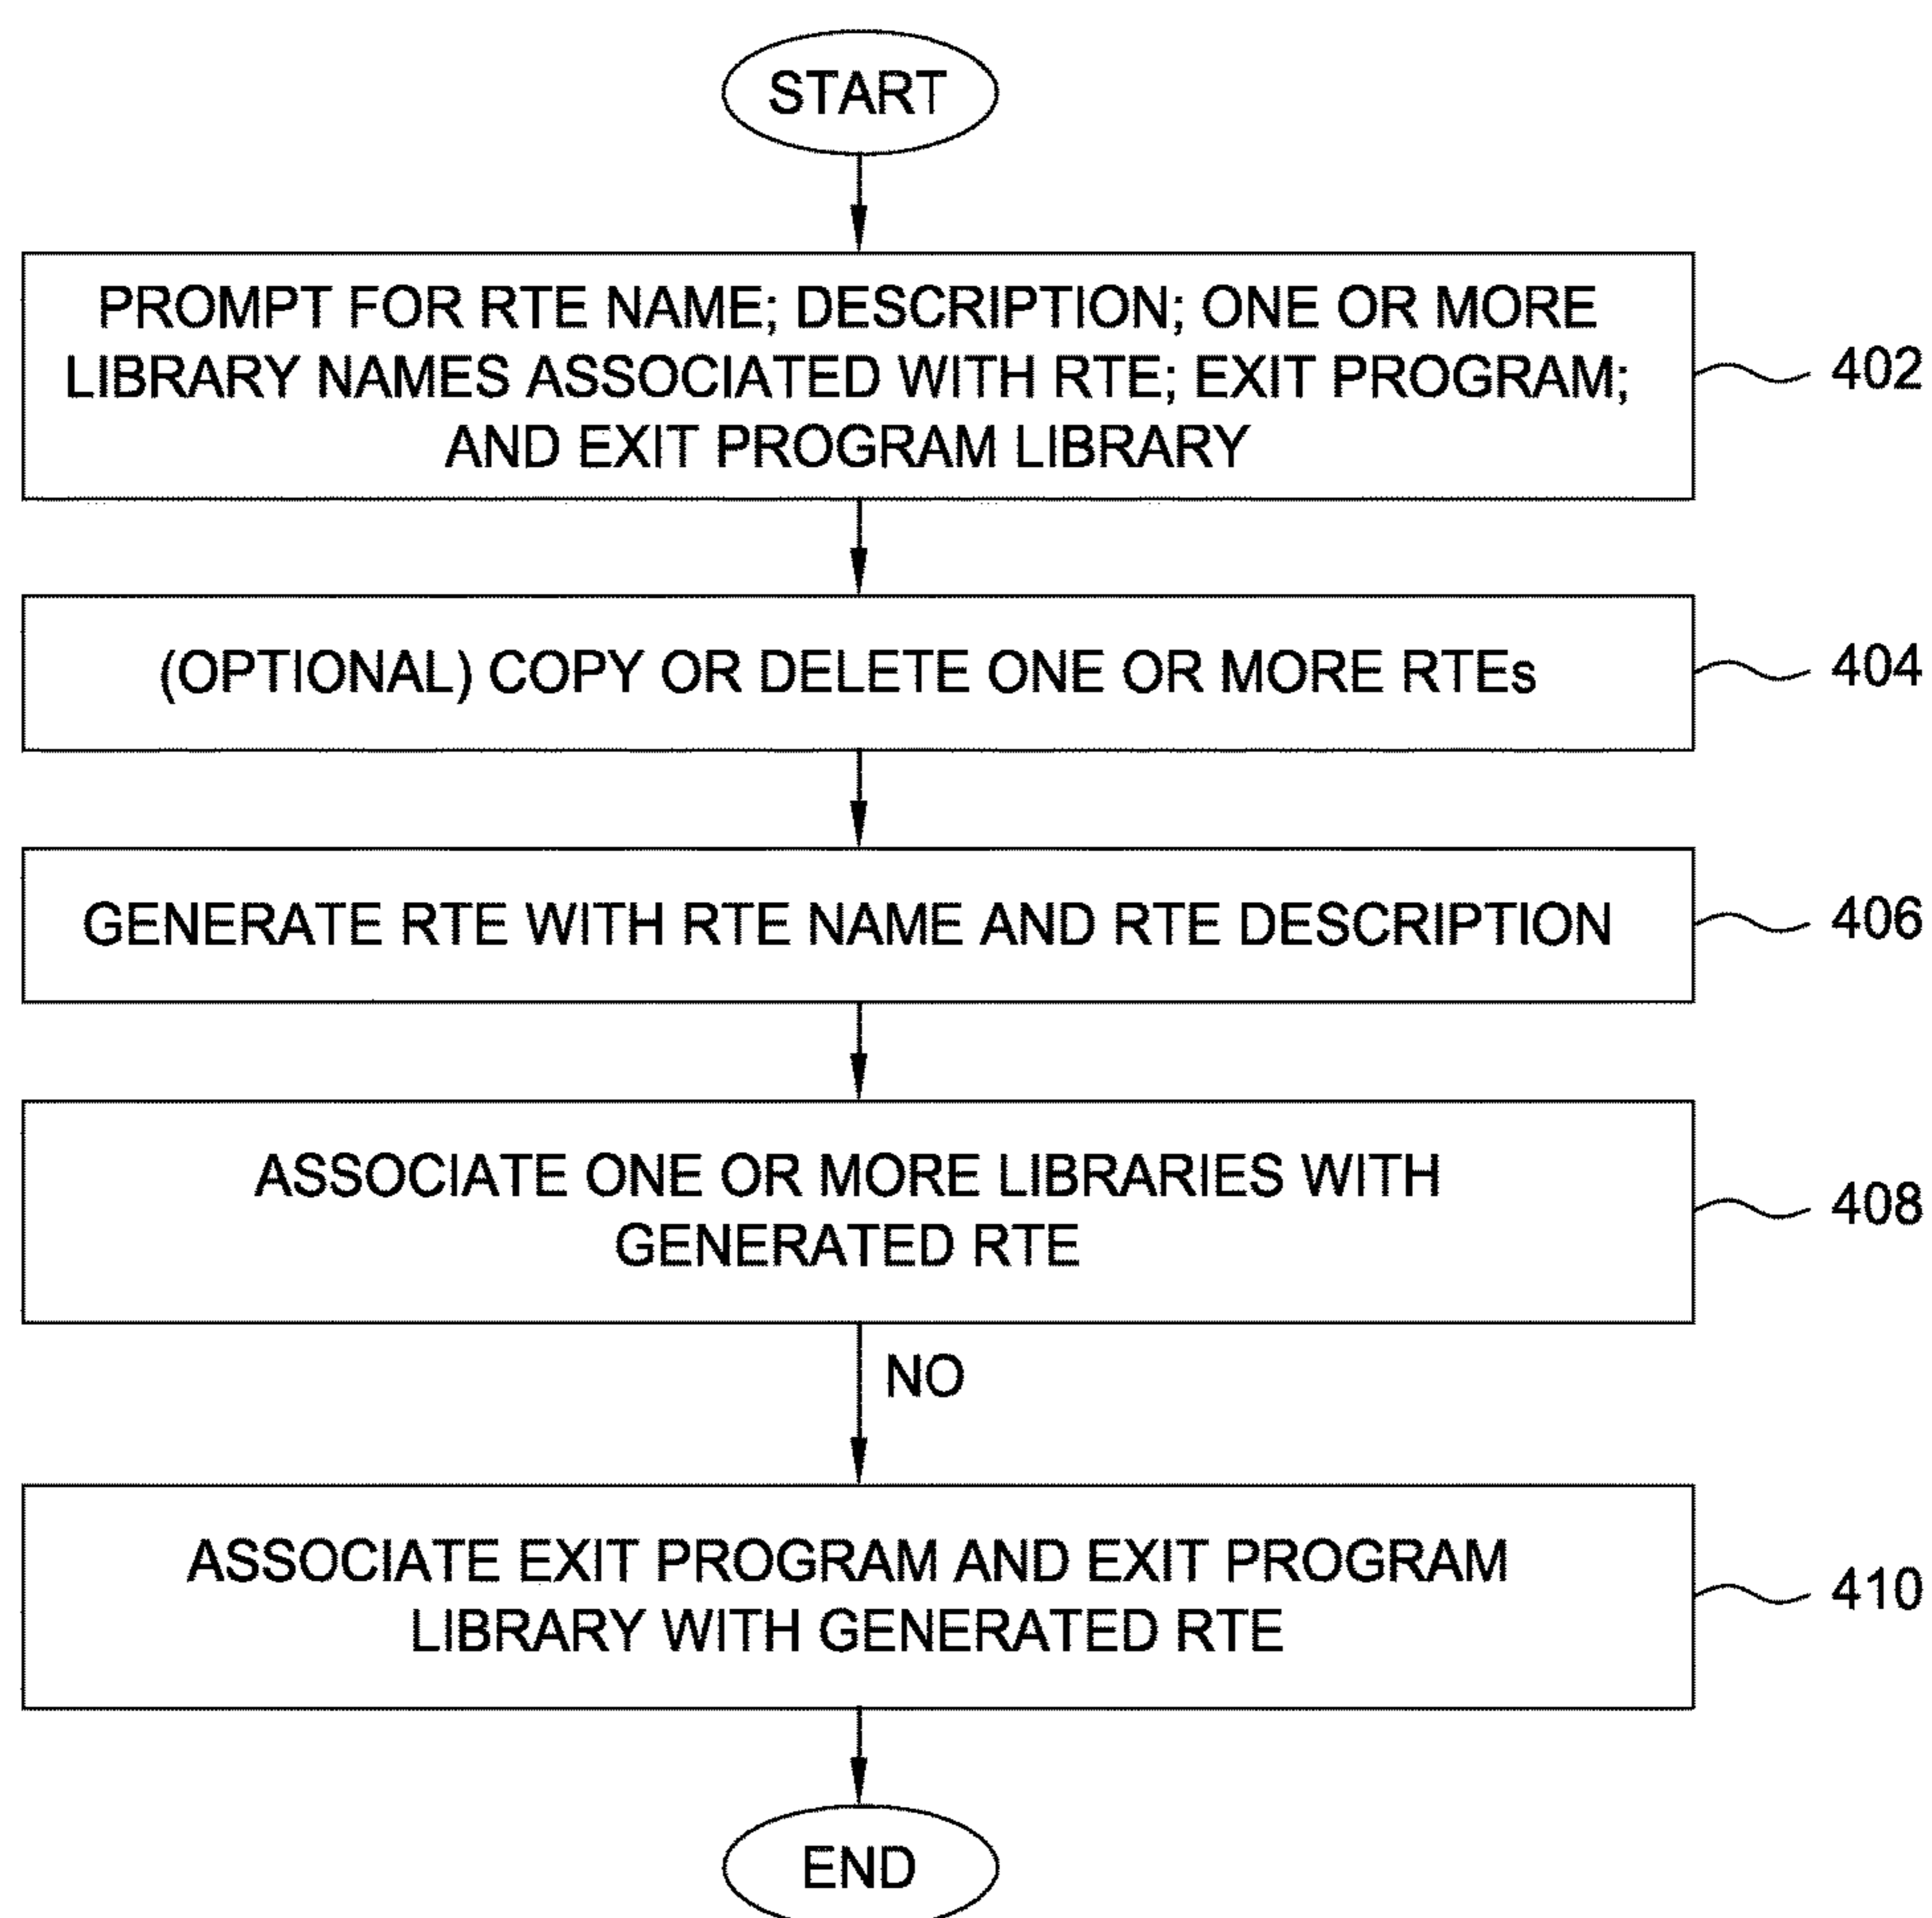 START
PROMPT FOR RTE NAME; DESCRIPTION; ONE OR MORE
LIBRARY NAMES ASSOCIATED WITH RTE; EXIT PROGRAM;
AND EXIT PROGRAM LIBRARY
402
(OPTIONAL) COPY OR DELETE ONE OR MORE RTEs
404
GENERATE RTE WITH RTE NAME AND RTE DESCRIPTION
406
ASSOCIATE ONE OR MORE LIBRARIES WITH
GENERATED RTE
408
NO
ASSOCIATE EXIT PROGRAM AND EXIT PROGRAM
LIBRARY WITH GENERATED RTE
410
END